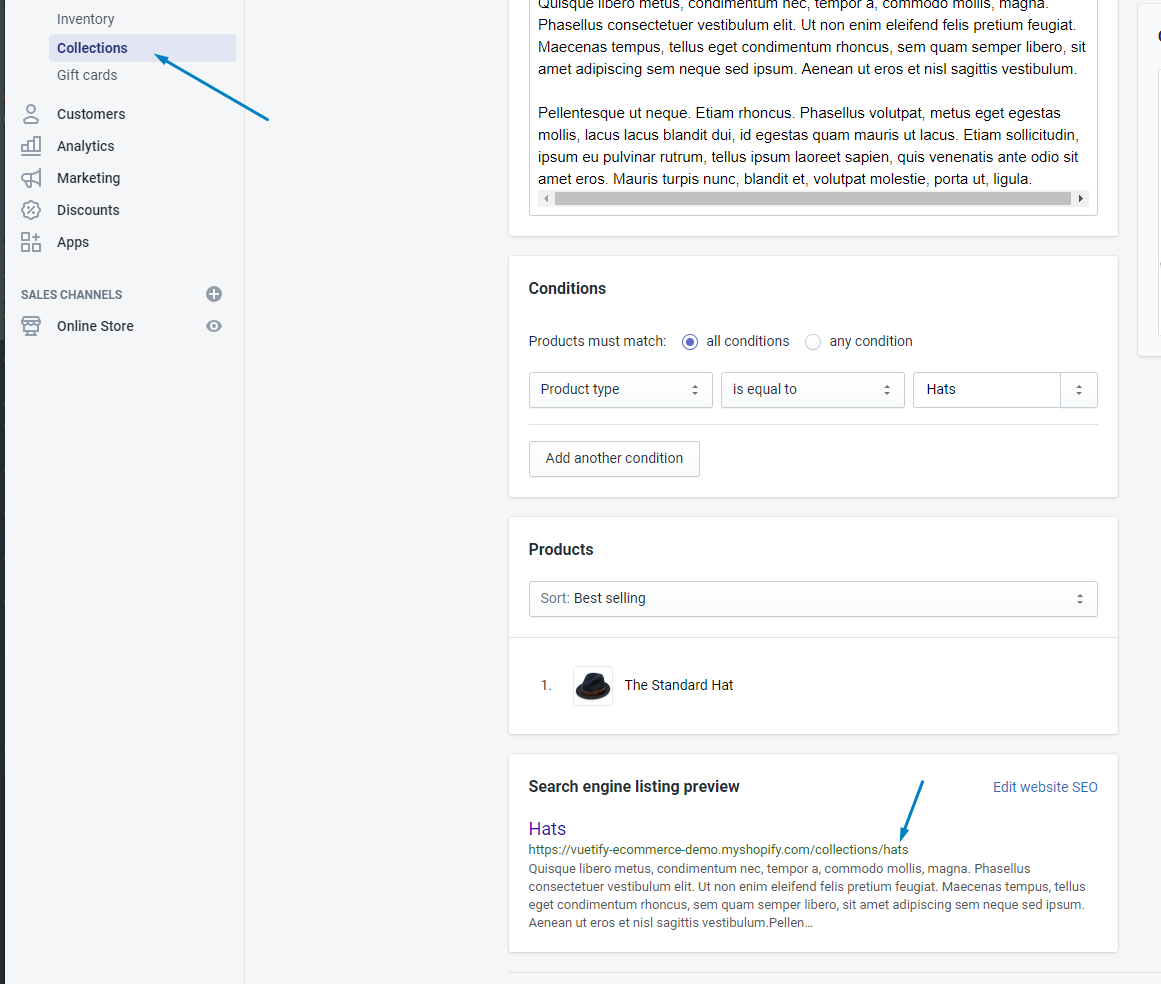 Inventory
Collections
Gift cards
Customers
Analytics
Marketing
Discounts
Apps
SALES CHANNELS
Online Store
Quisque libero metus, condimentum nec, tempor a, commodo mollis, magna.
Phasellus consectetuer vestibulum elit. Ut non enim eleifend felis pretium feugiat.
Maecenas tempus, tellus eget condimentum rhoncus, sem quam semper libero, sit
amet adipiscing sem neque sed ipsum. Aenean ut eros et nisl sagittis vestibulum.
Pellentesque ut neque. Etiam rhoncus. Phasellus volutpat, metus eget egestas
mollis, lacus lacus blandit dui, id egestas quam mauris ut lacus. Etiam sollicitudin,
ipsum eu pulvinar rutrum, tellus ipsum laoreet sapien, quis venenatis ante odio sit
amet eros. Mauris turpis nunc, blandit et, volutpat molestie, porta ut, ligula.
Conditions
Products must match: all conditions any condition
Product type is equal to Hats
Add another condition
Products
Sort: Best selling
1. The Standard Hat
Search engine listing preview Edit website SEO
Hats
https://vuetify-ecommerce-demo.myshopify.com/collections/hats
Quisque libero metus, condimentum nec, tempor a, commodo mollis, magna. Phasellus
consectetuer vestibulum elit. Ut non enim eleifend felis pretium feugiat. Maecenas tempus, tellus
eget condimentum rhoncus, sem quam semper libero, sit amet adipiscing sem neque sed ipsum.
Aenean ut eros et nisl sagittis vestibulum.Pellen…